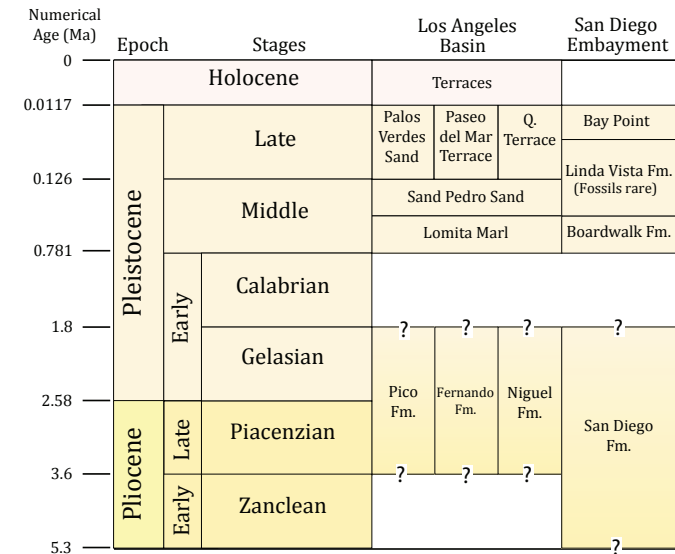 Numerical
Age (Ma)
Epoch
Stages
Los Angeles
Basin
San Diego
Embayment
0
Holocene
Terraces
0.0117
Pleistocene
Late
Palos
Verdes
Sand
Paseo
del Mar
Terrace
Q.
Terrace
Bay Point
Linda Vista Fm.
(Fossils rare)
0.126
Middle
Sand Pedro Sand
Lomita Marl
Boardwalk Fm.
0.781
Early
Calabrian
1.8
?
?
?
?
Gelasian
Pico
Fm.
Fernando
Fm.
Niguel
Fm.
San Diego
Fm.
2.58
Pliocene
Late
Piacenzian
3.6
?
?
?
Early
Zanclean
5.3
?